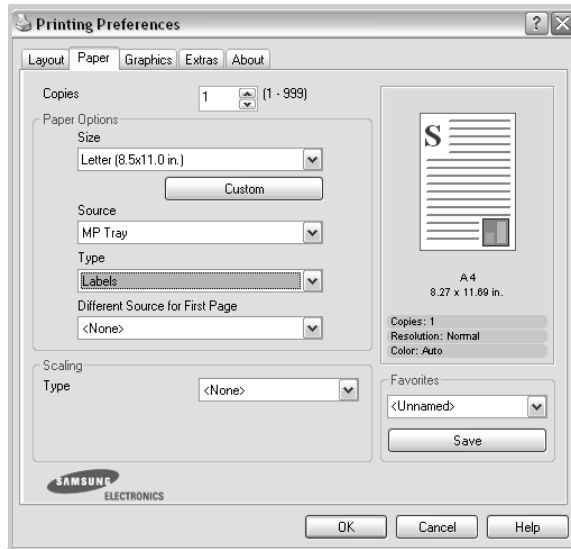 Printing Preferences
Layout Paper Graphics Extras About
Copies 1 (1 - 999)
Paper Options
Size
Letter (8.5x11.0 in.)
Custom
Source
MP Tray
Type
Labels
Different Source for First Page
<None>
Scaling
Type <None>
SAMSUNG
ELECTRONICS
S
A4
8.27 x 11.69 in.
Copies: 1
Resolution: Normal
Color: Auto
Favorites
<Unnamed>
Save
OK Cancel Help